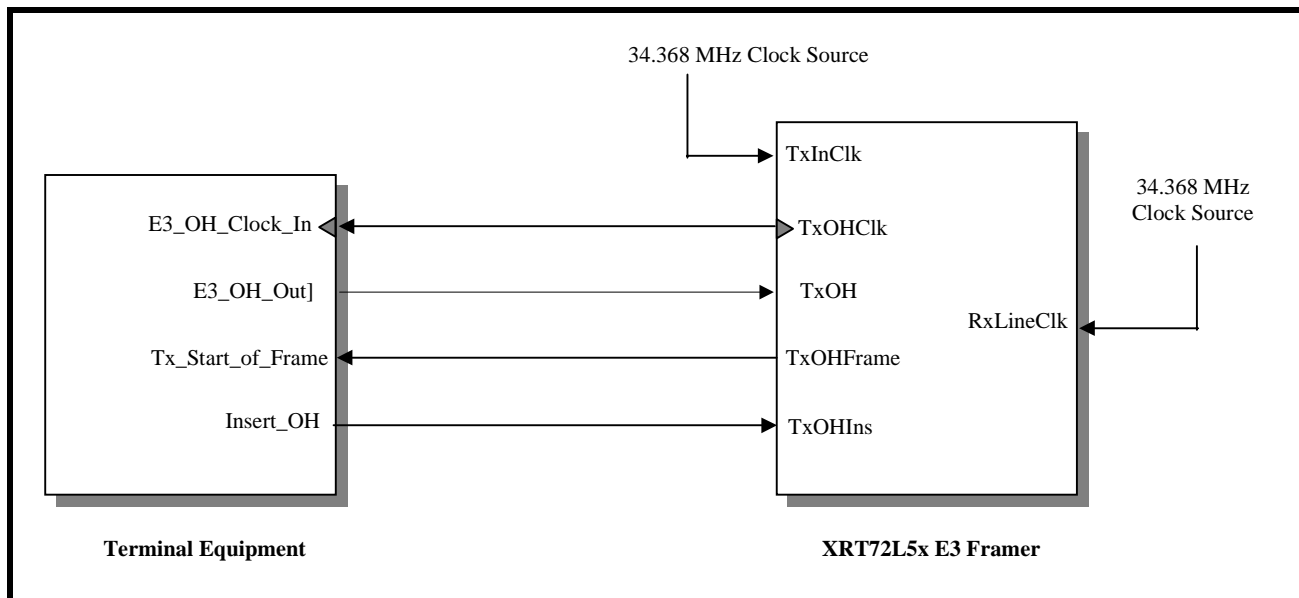 34.368 MHz Clock Source
TxInClk
34.368 MHz
Clock Source
E3_OH_Clock_In
TxOHClk
E3_OH_Out]
TxOH
RxLineClk
Tx_Start_of_Frame
TxOHFrame
Insert_OH
TxOHIns
Terminal Equipment
XRT72L5x E3 Framer